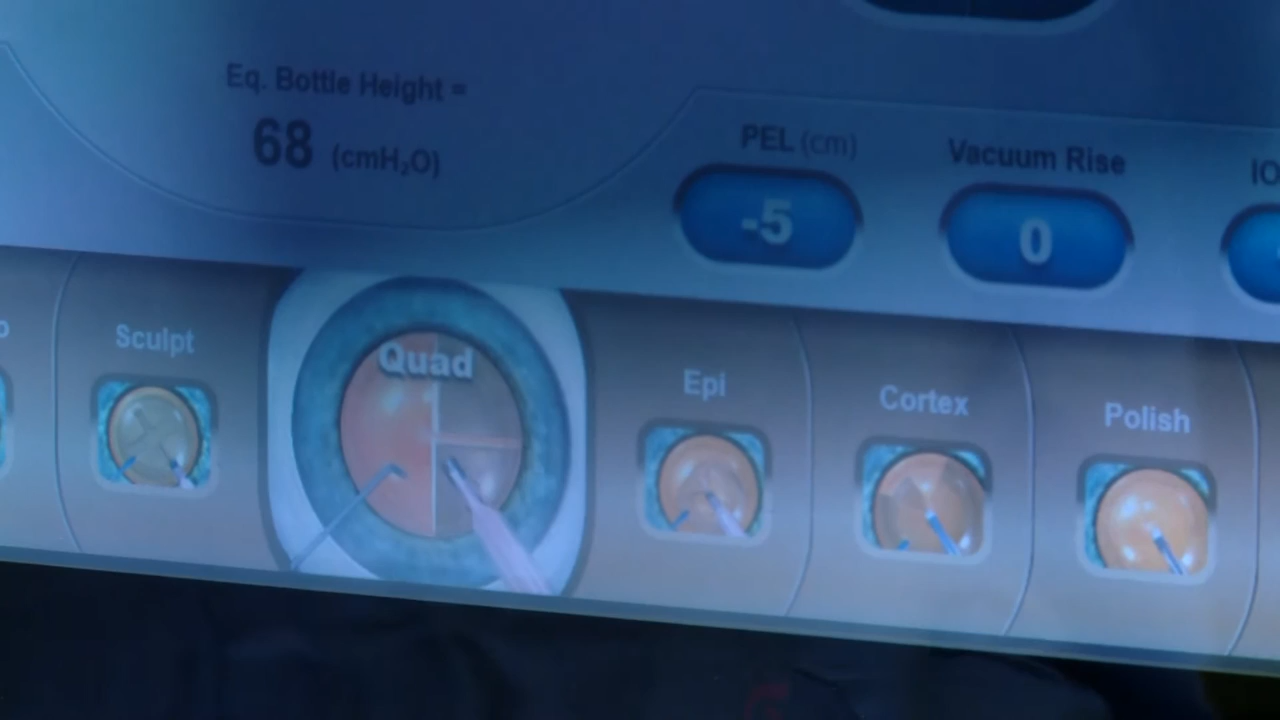 Eq. Bottle Height =
68 (cmH₂O)
PEL (cm)
-5
Vacuum Rise
0
Sculpt
Quad
Epi
Cortex
Polish